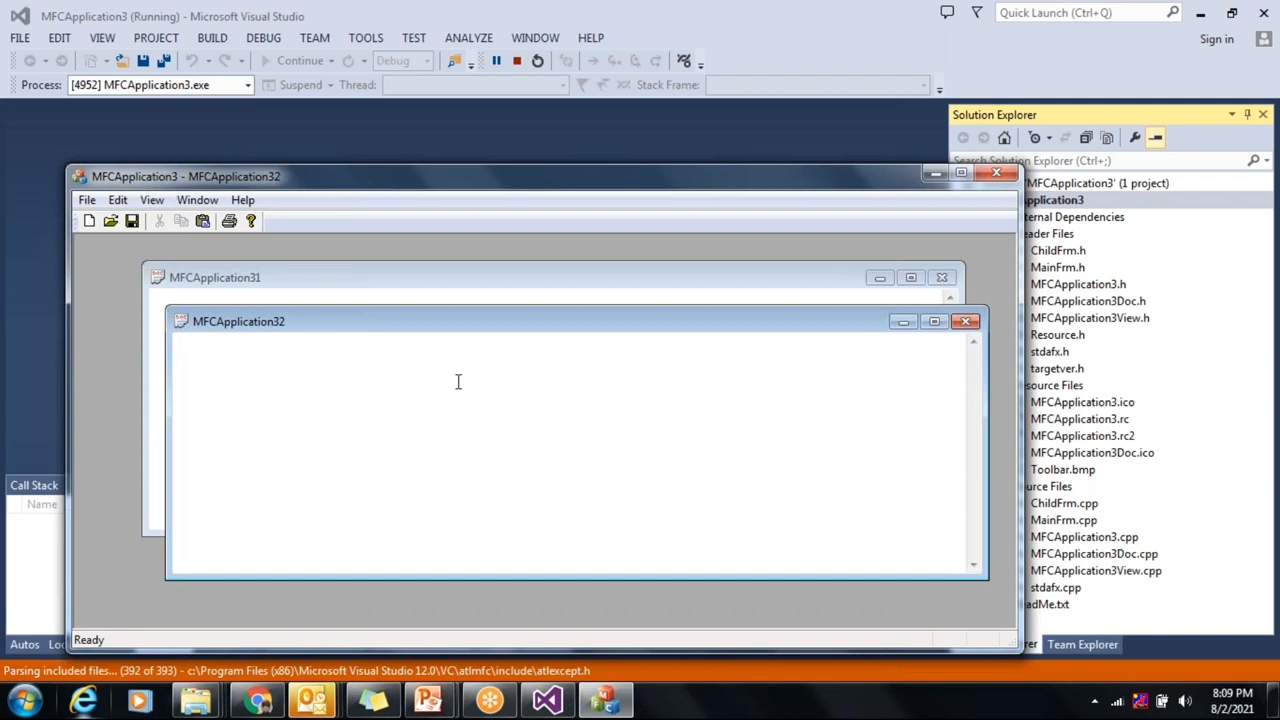 MFCApplication3 (Running) - Microsoft Visual Studio
Quick Launch (Ctrl+Q)
FILE EDIT VIEW PROJECT BUILD DEBUG TEAM TOOLS TEST ANALYZE WINDOW HELP
Sign in
Continue Debug
Process: [4952] MFCApplication3.exe Suspend Thread: Stack Frame:
Solution Explorer
Search Solution Explorer (Ctrl+;)
'MFCApplication3' (1 project)
pplication3
ternal Dependencies
eader Files
ChildFrm.h
MainFrm.h
MFCApplication3.h
MFCApplication3Doc.h
MFCApplication3View.h
Resource.h
stdafx.h
targetver.h
esource Files
MFCApplication3.ico
MFCApplication3.rc
MFCApplication3.rc2
MFCApplication3Doc.ico
Toolbar.bmp
urce Files
ChildFrm.cpp
MainFrm.cpp
MFCApplication3.cpp
MFCApplication3Doc.cpp
MFCApplication3View.cpp
stdafx.cpp
adMe.txt
rer Team Explorer
MFCApplication3 - MFCApplication32
File Edit View Window Help
MFCApplication31
MFCApplication32
Ready
Call Stack
Name
Autos Loc
Parsing included files... (392 of 393) - c:\Program Files (x86)\Microsoft Visual Studio 12.0\VC\atlmfc\include\atlexcept.h
8:09 PM
8/2/2021